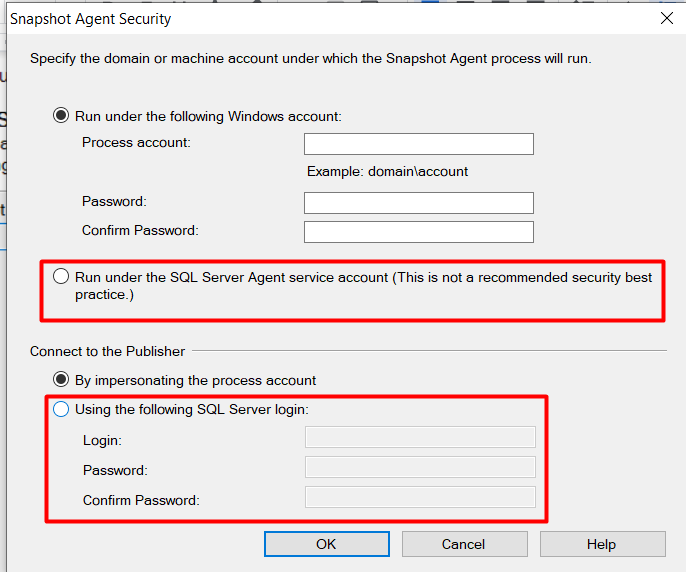 Snapshot Agent Security
Specify the domain or machine account under which the Snapshot Agent process will run.
Run under the following Windows account:
Process account:
Example: domain\account
Password:
Confirm Password:
Run under the SQL Server Agent service account (This is not a recommended security best
practice.)
Connect to the Publisher
By impersonating the process account
Using the following SQL Server login:
Login:
Password:
Confirm Password:
OK
Cancel
Help